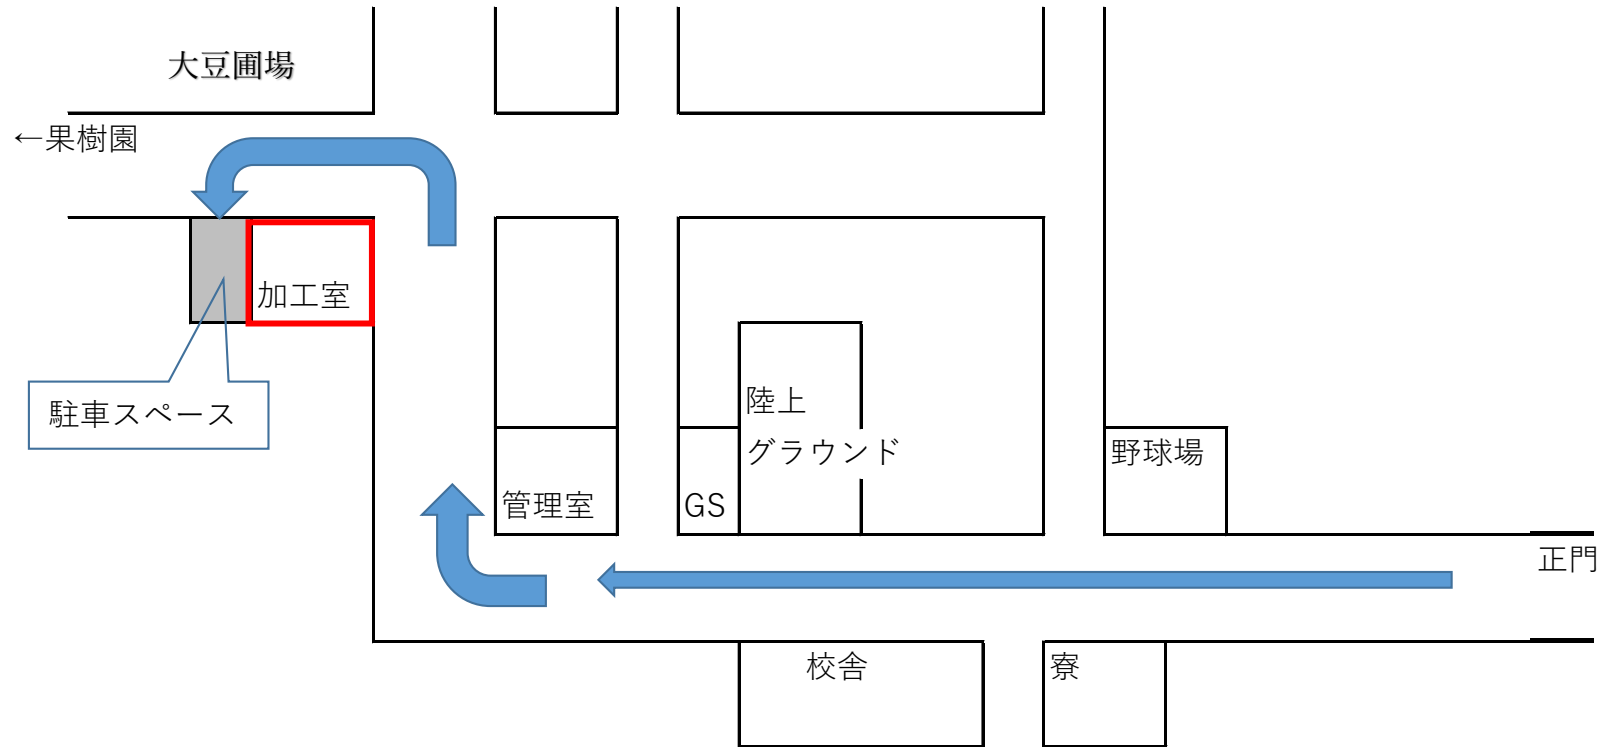 大豆圃場
←果樹園
加工室
駐車スペース
陸上
グラウンド
野球場
管理室
GS
正門
校舎
寮